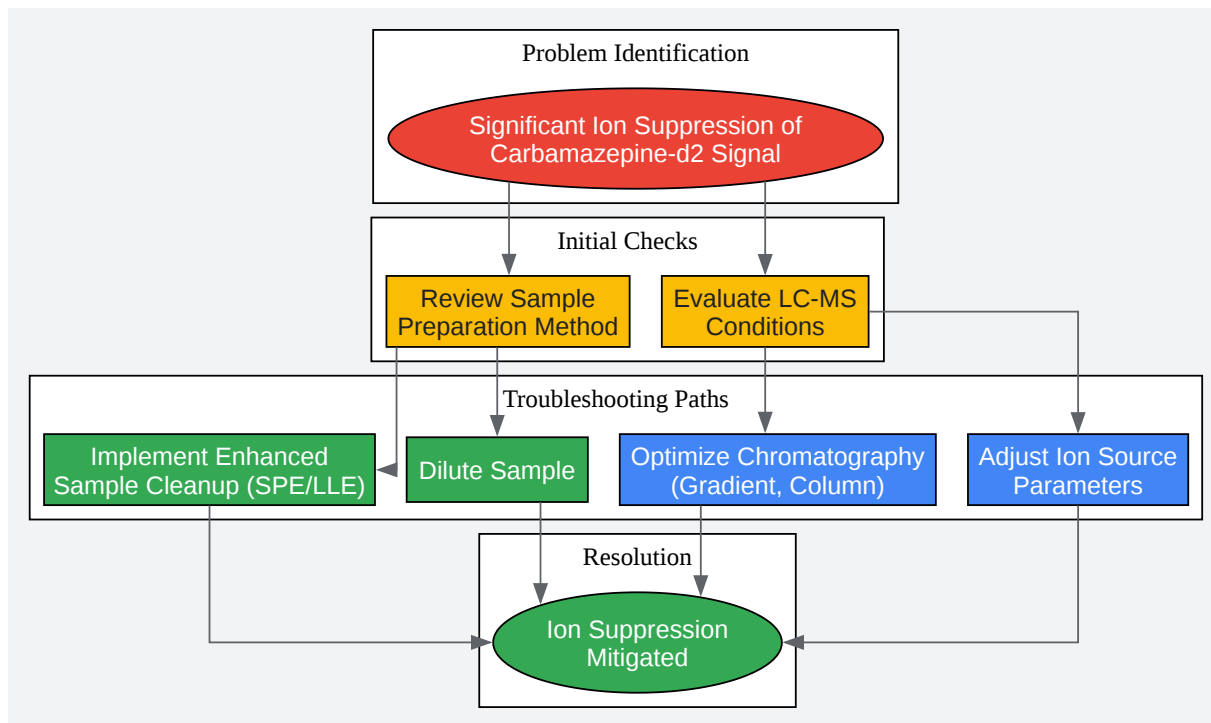 Problem Identification
Significant Ion Suppression of
Carbamazepine-d2 Signal
Initial Checks
Review Sample
Preparation Method
Evaluate LC-MS
Conditions
Troubleshooting Paths
Implement Enhanced
Sample Cleanup (SPE/LLE)
Dilute Sample
Optimize Chromatography
(Gradient, Column)
Adjust Ion Source
Parameters
Resolution
Ion Suppression
Mitigated